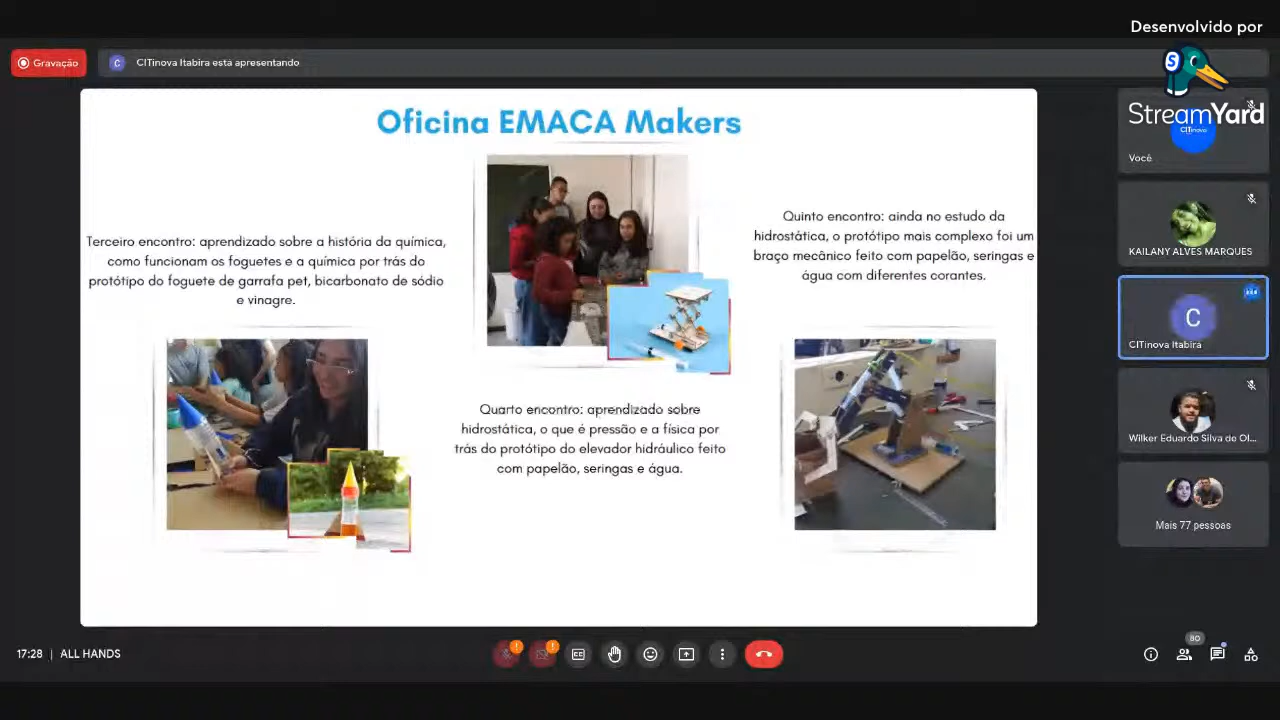 Desenvolvido por
StreamYard
Gravação
C
CITinova Itabira está apresentando
Oficina EMACA Makers
Terceiro encontro: aprendizado sobre a história da química,
como funcionam os foguetes e a química por trás do
protótipo do foguete de garrafa pet, bicarbonato de sódio
e vinagre.
Quarto encontro: aprendizado sobre
hidrostática, o que é pressão e a física por
trás do protótipo do elevador hidráulico feito
com papelão, seringas e água.
Quinto encontro: ainda no estudo da
hidrostática, o protótipo mais complexo foi um
braço mecânico feito com papelão, seringas e
água com diferentes corantes.
CITinova
Você
KAILANY ALVES MARQUES
C
CITinova Itabira
Wilker Eduardo Silva de Ol...
Mais 77 pessoas
17:28 | ALL HANDS
80